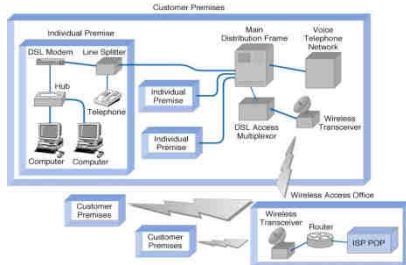 Customer Premises
Individual Premise
DSL Modem
Line Splitter
Hub
Telephone
Computer
Computer
Main
Distribution Frame
Voice
Telephone
Network
Individual
Premise
Individual
Premise
DSL Access
Multiplexor
Wireless
Transceiver
Wireless Access Office
Customer
Premises
Customer
Premises
Wireless
Transceiver
Router
ISP POP